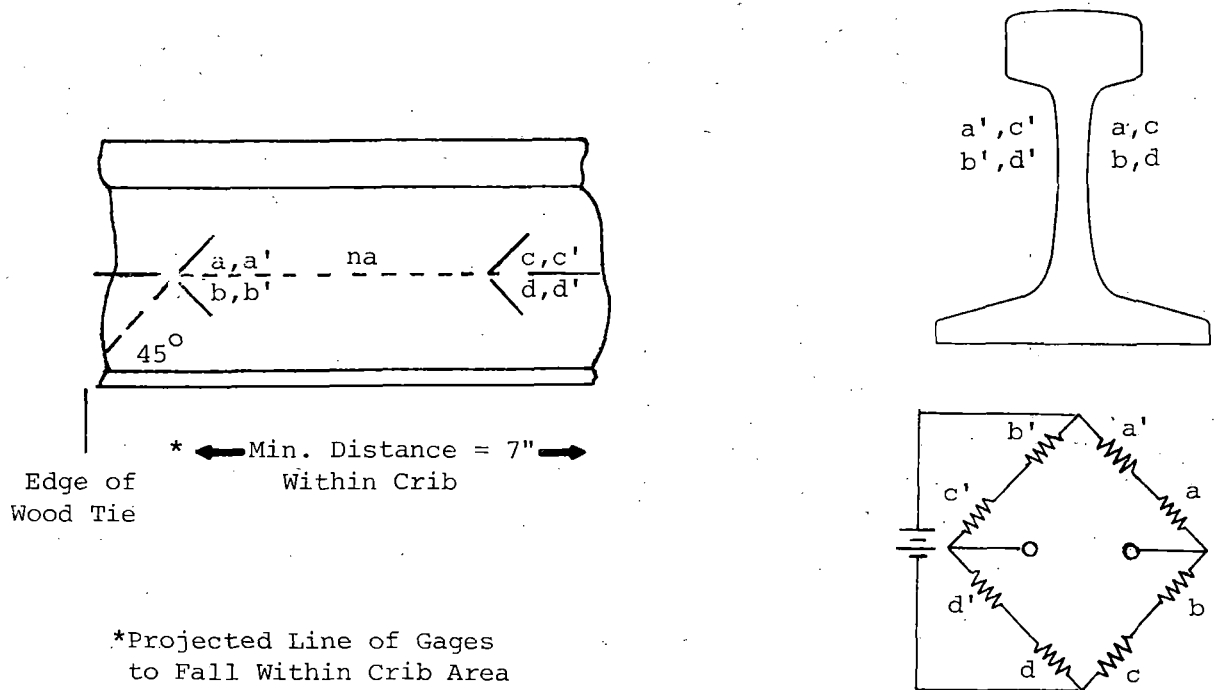 a,a'
b,b'
na
c,c'
d,d'
45°
Edge of
Wood Tie
* Min. Distance = 7"
Within Crib
*Projected Line of Gages
to Fall Within Crib Area
a',c'
b',d'
a,c
b,d
b'
a'
c'
a
d'
b
d
c